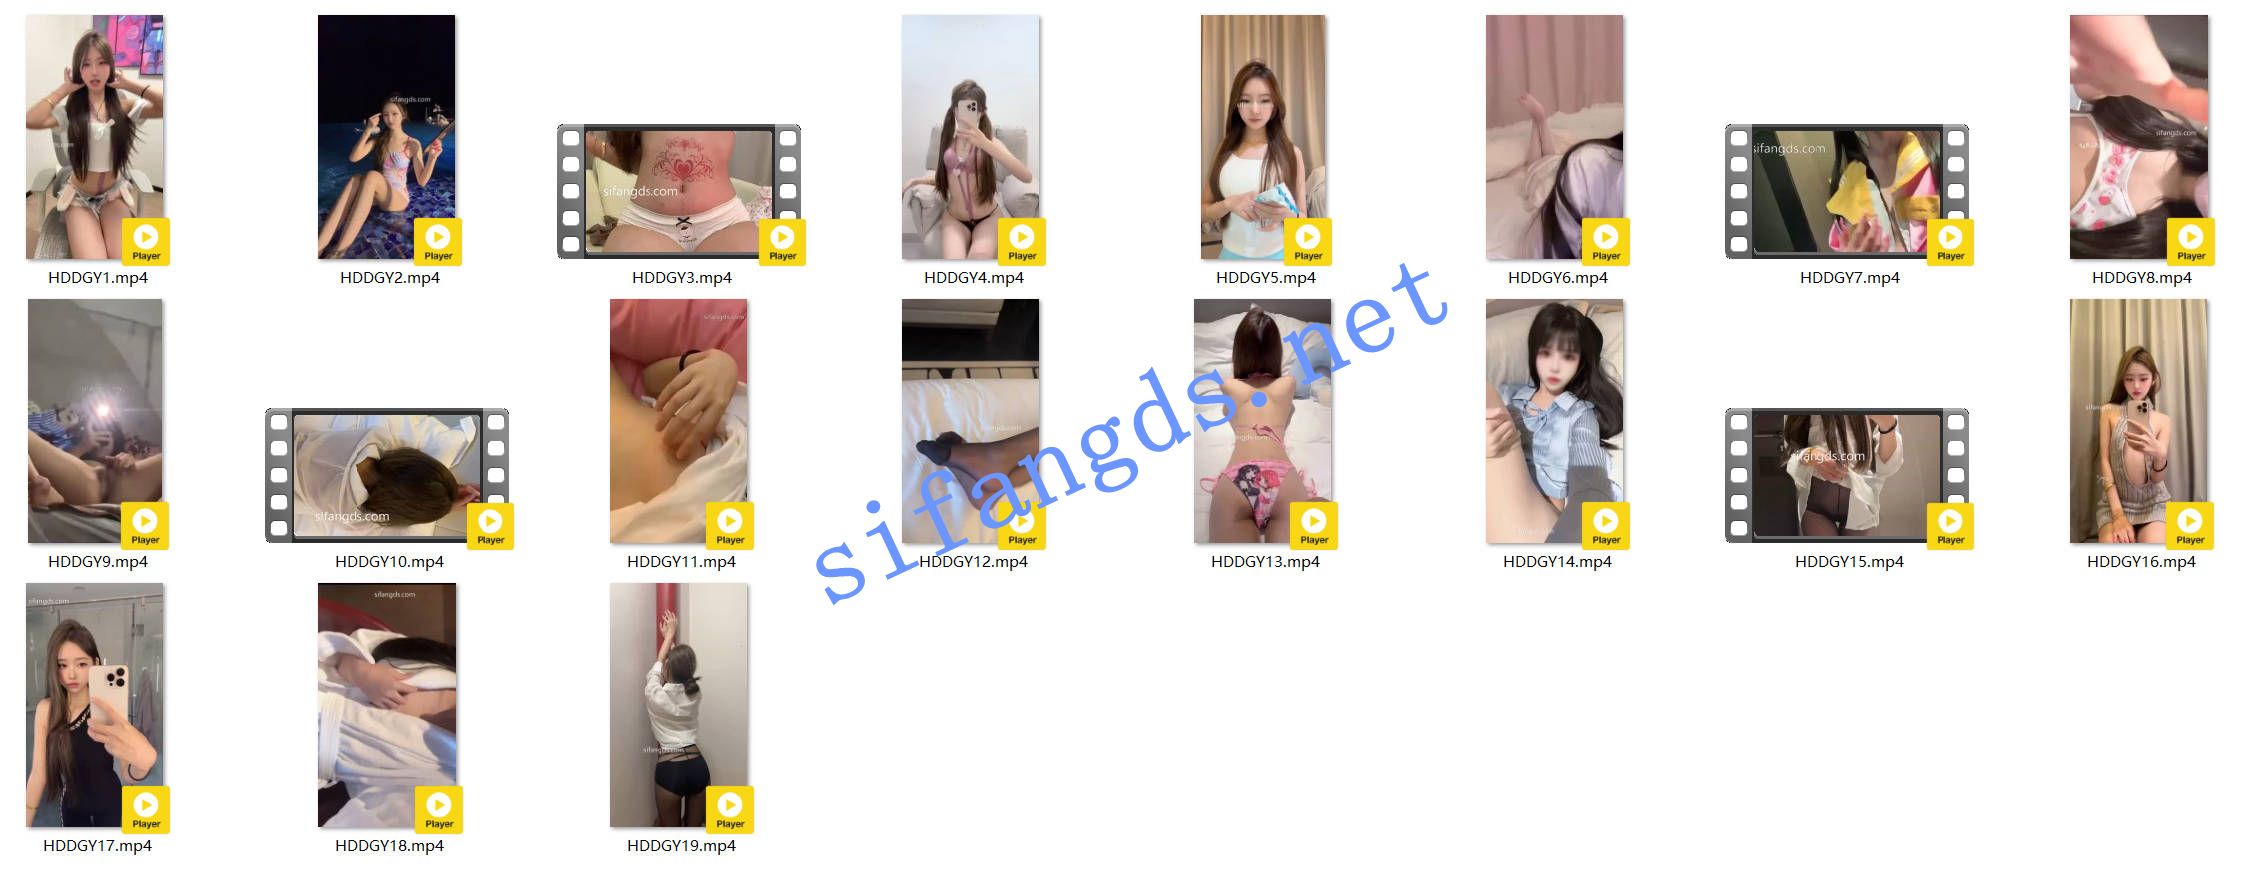 sifangds.com
sifangds.com
sifangds.com
sifangds.com
Player
Player
Player
Player
Player
Player
Player
Player
HDDGY1.mp4
HDDGY2.mp4
HDDGY3.mp4
HDDGY4.mp4
HDDGY5.mp4
HDDGY6.mp4
HDDGY7.mp4
HDDGY8.mp4
sifangds.net
sifangds.com
sifangds.com
sifangds.com
Player
Player
Player
Player
Player
Player
Player
Player
HDDGY9.mp4
HDDGY10.mp4
HDDGY11.mp4
HDDGY12.mp4
HDDGY13.mp4
HDDGY14.mp4
HDDGY15.mp4
HDDGY16.mp4
sifangds.com
sifangds.com
sifangds.com
Player
Player
Player
HDDGY17.mp4
HDDGY18.mp4
HDDGY19.mp4